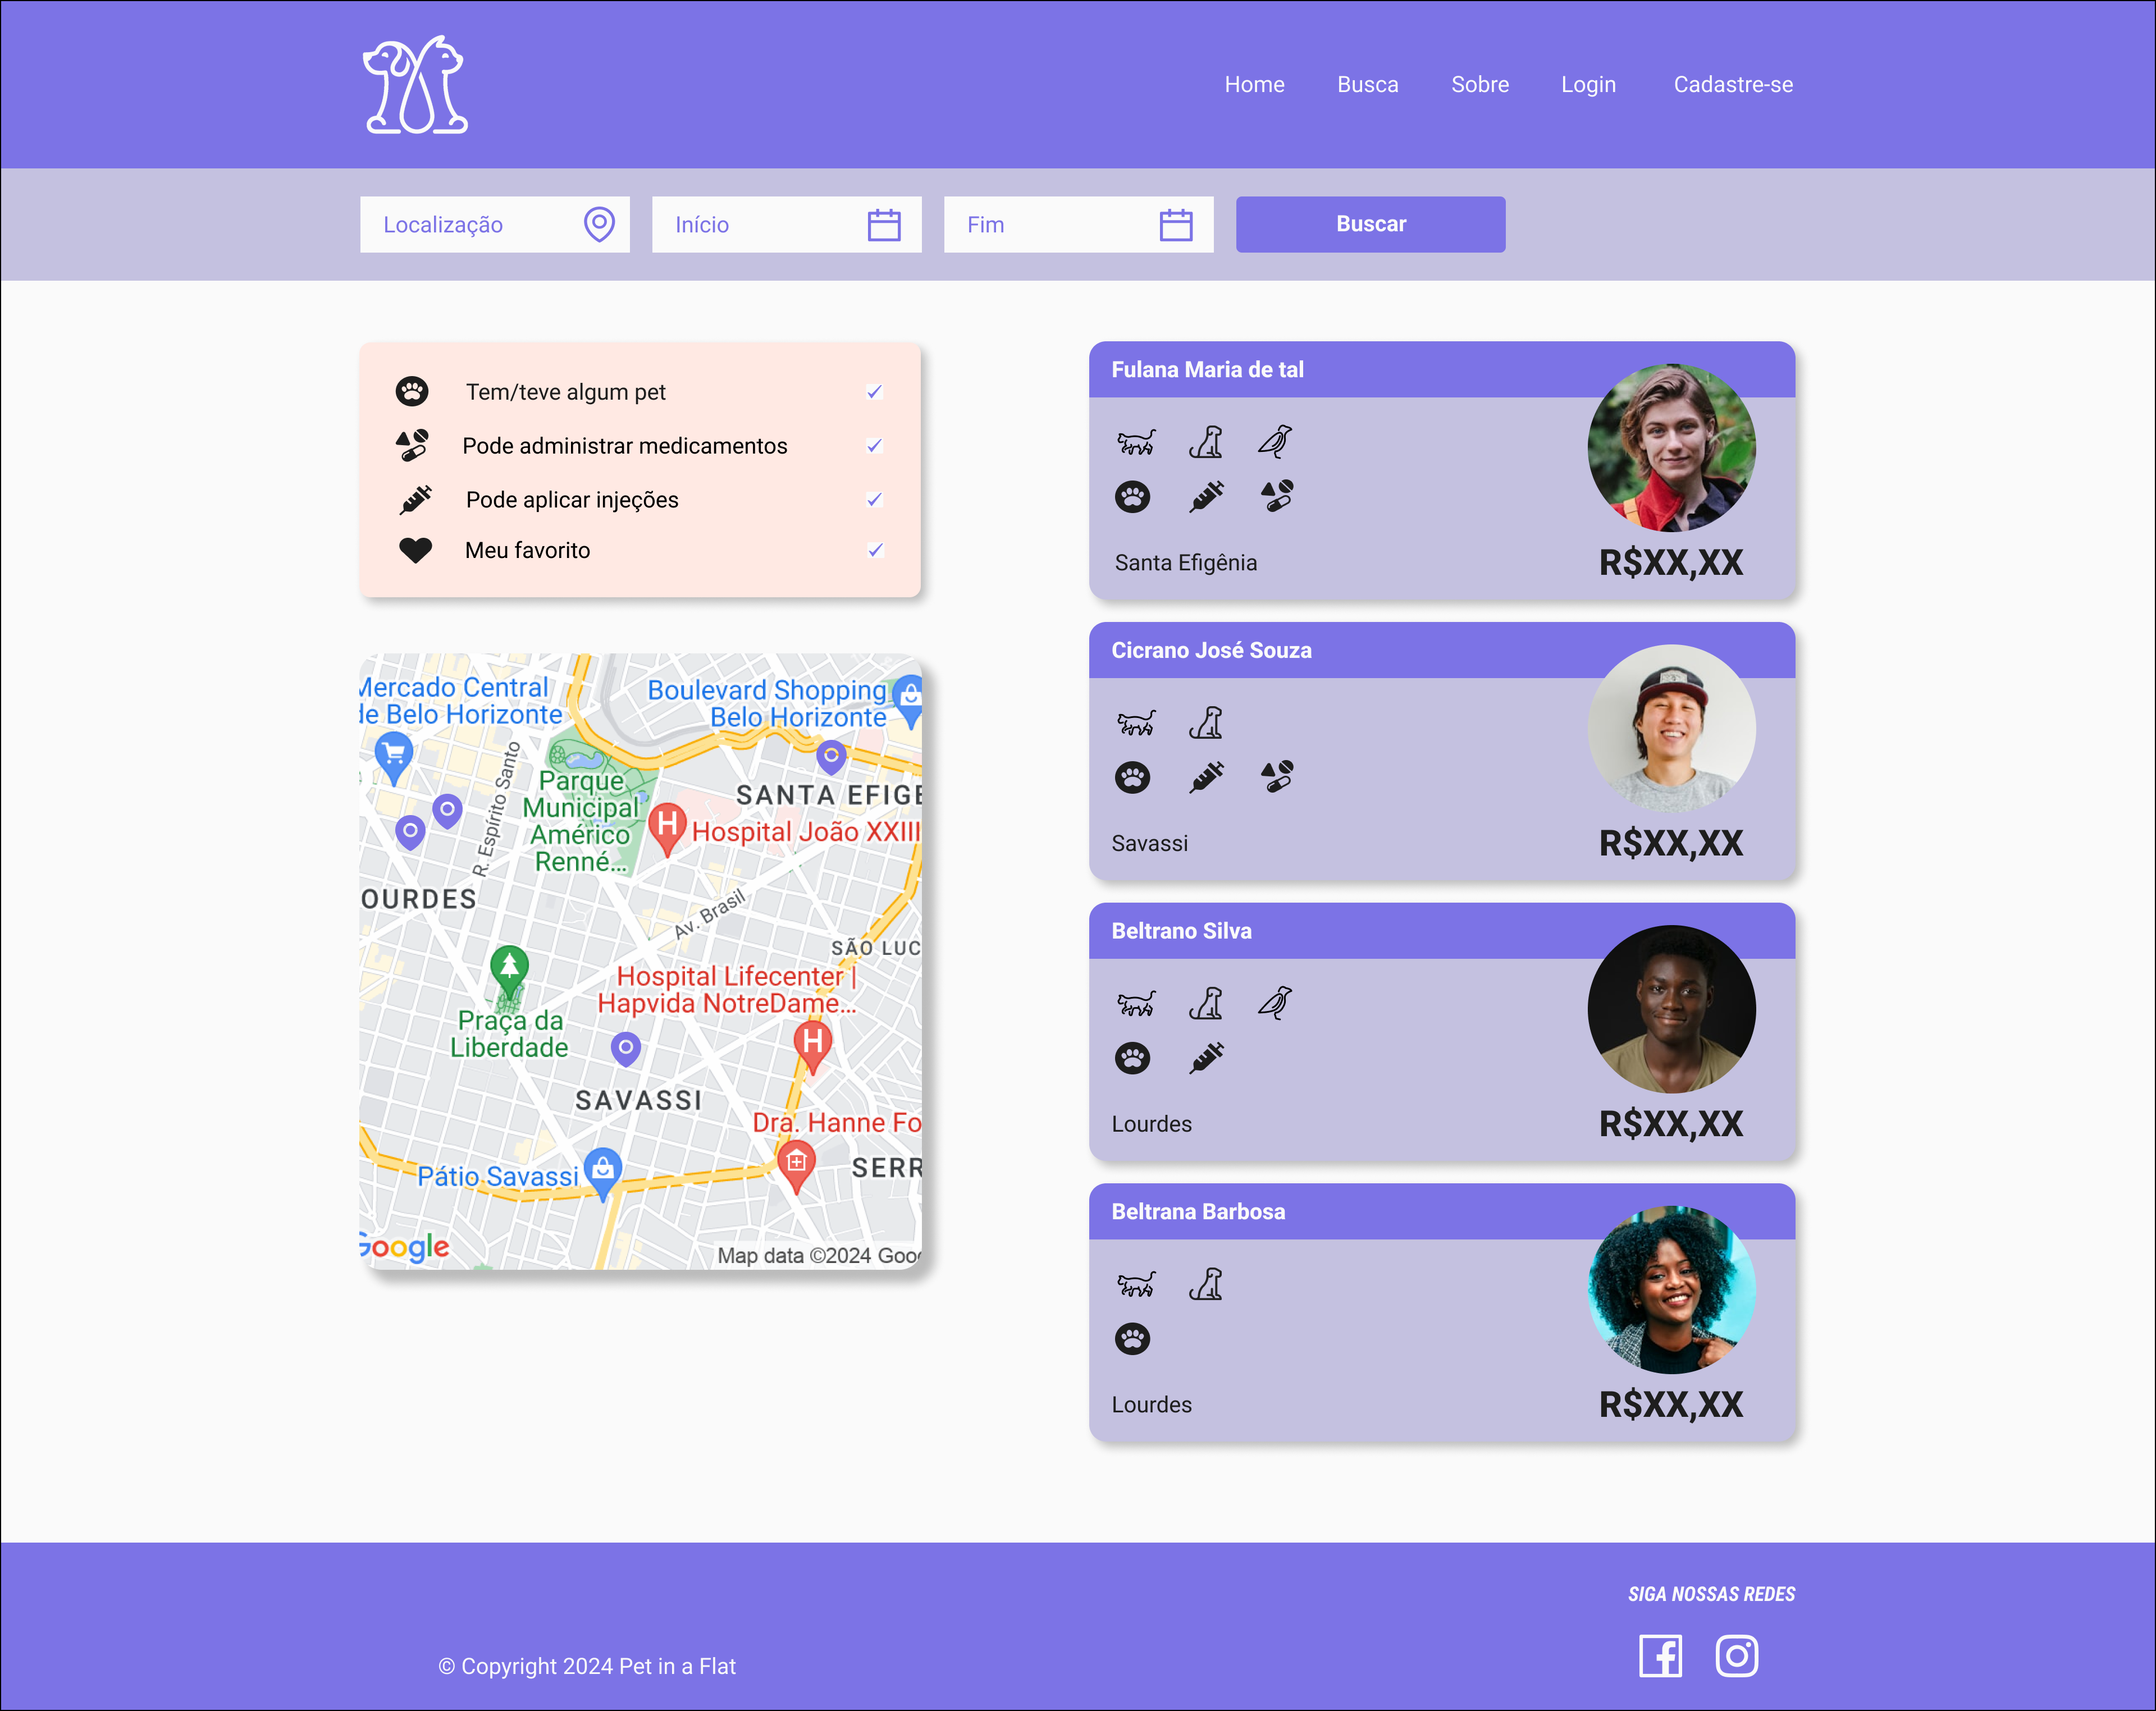 Home Busca Sobre Login Cadastre-se
Localização
Início
Fim
Buscar
Tem/teve algum pet
Pode administrar medicamentos
Pode aplicar injeções
Meu favorito
Mercado Central
de Belo Horizonte
Boulevard Shopping
Belo Horizonte
R. Espírito Santo
Parque
Municipal
Américo
Renné...
SANTA EFIGE
H
Hospital João XXIII
OURDES
Av. Brasil
SÃO LUC
Hospital Lifecenter |
Hapvida NotreDame...
H
Praça da
Liberdade
SAVASSI
Dra. Hanne Fo
SERR
Pátio Savassi
Google
Map data ©2024 Goog
Fulana Maria de tal
Santa Efigênia
R$XX,XX
Cicrano José Souza
Savassi
R$XX,XX
Beltrano Silva
Lourdes
R$XX,XX
Beltrana Barbosa
Lourdes
R$XX,XX
SIGA NOSSAS REDES
© Copyright 2024 Pet in a Flat